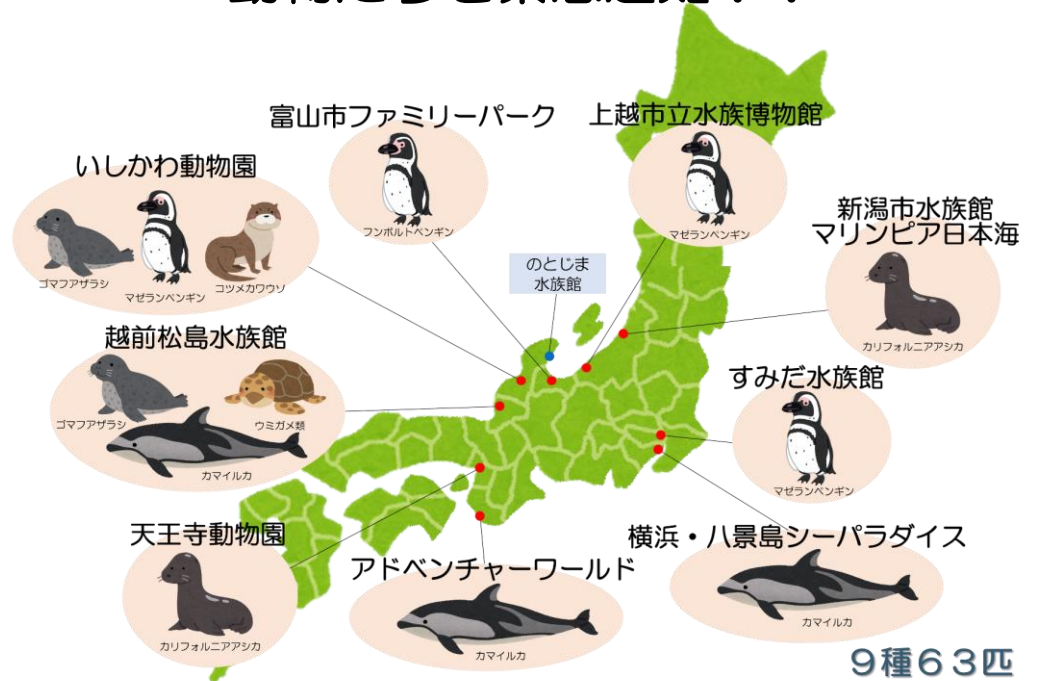 富山市ファミリーパーク
フンボルトペンギン
上越市立水族博物館
マゼランペンギン
いしかわ動物園
ゴマフアザラシ
マゼランペンギン
コツメカワウソ
新潟市水族館
マリンピア日本海
カリフォルニアアシカ
のとじま
水族館
越前松島水族館
ゴマフアザラシ
ウミガメ類
カマイルカ
すみだ水族館
マゼランペンギン
天王寺動物園
カリフォルニアアシカ
アドベンチャーワールド
カマイルカ
横浜・八景島シーパラダイス
カマイルカ
9種63匹